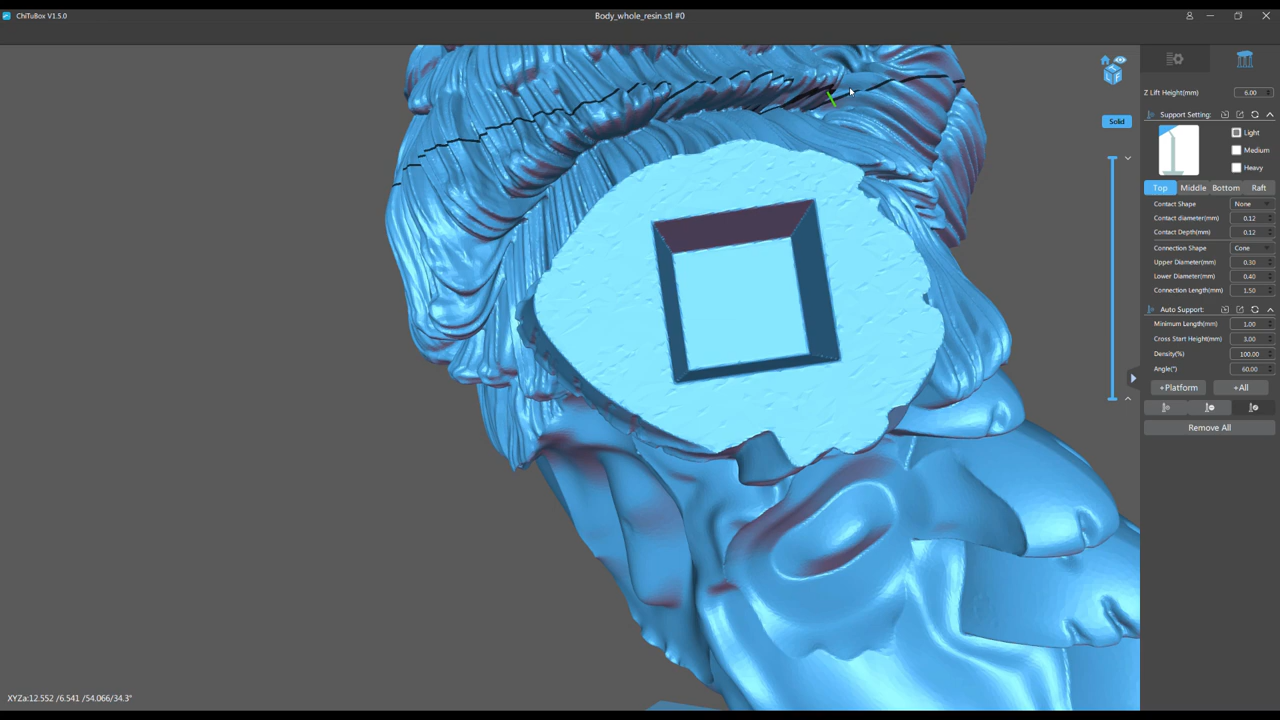 ChiTuBox V1.5.0
Body_whole_resin.stl #0
Z Lift Height(mm) 6.00
Solid
Support Setting:
Light
Medium
Heavy
Top Middle Bottom Raft
Contact Shape None
Contact diameter(mm) 0.12
Contact Depth(mm) 0.12
Connection Shape Cone
Upper Diameter(mm) 0.30
Lower Diameter(mm) 0.40
Connection Length(mm) 1.50
Auto Support:
Minimum Length(mm) 1.00
Cross Start Height(mm) 3.00
Density(%) 100.00
Angle(°) 60.00
+Platform +All
Remove All
XYZa:12.552 /6.541 /54.066/34.3°